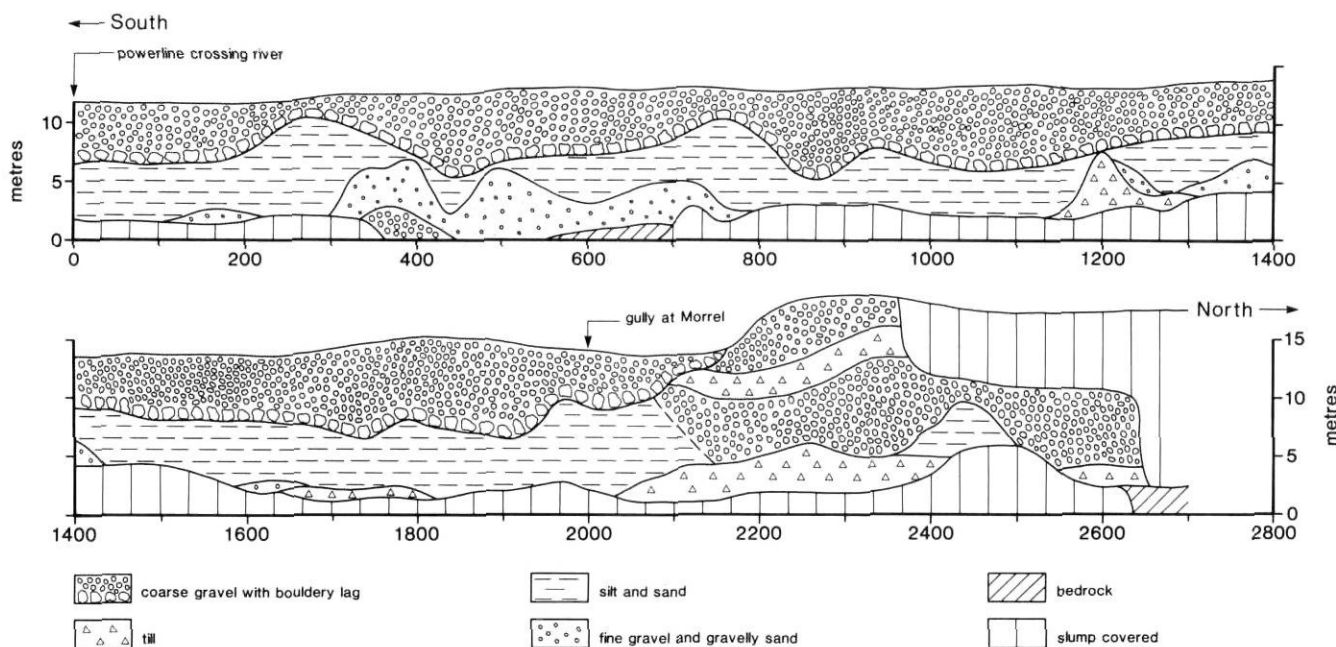 ← South
powerline crossing river
metres
10
5
0
0 200 400 600 800 1000 1200 1400
North →
gully at Morrel
15
10
5
0
metres
1400 1600 1800 2000 2200 2400 2600 2800
coarse gravel with bouldery lag
silt and sand
bedrock
till
fine gravel and gravelly sand
slump covered